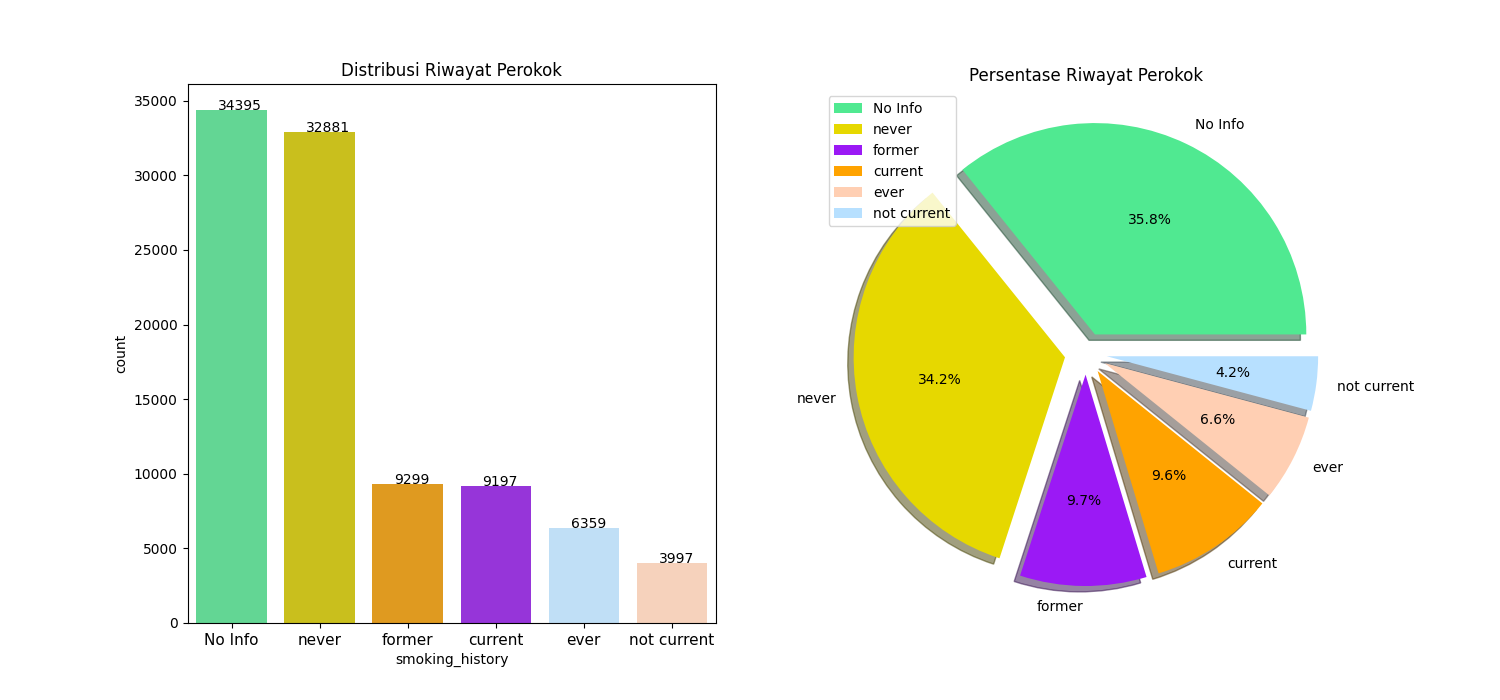 Distribusi Riwayat Perokok
count
35000
30000
25000
20000
15000
10000
5000
0
34395
32881
9299
9197
6359
3997
No Info
never
former
current
ever
not current
smoking_history
Persentase Riwayat Perokok
No Info
never
former
current
ever
not current
No Info
35.8%
never
34.2%
former
9.7%
current
9.6%
ever
6.6%
not current
4.2%